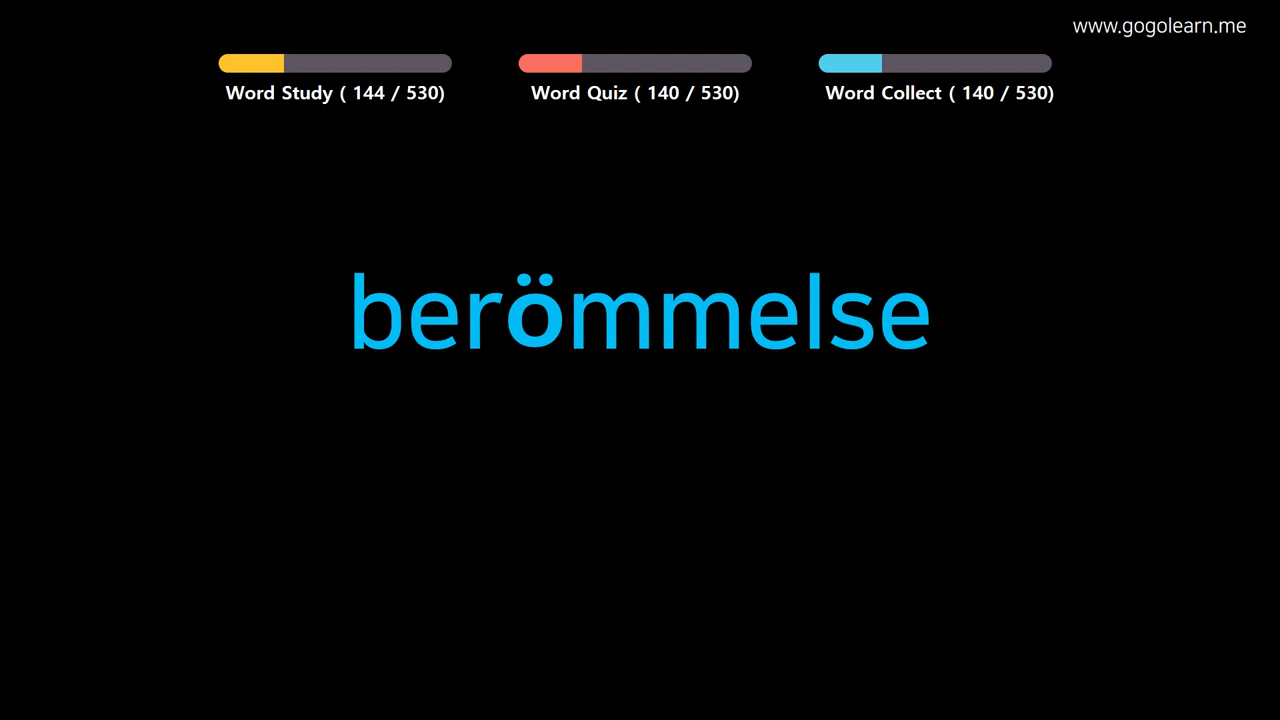 www.gogolearn.me
Word Study ( 144 / 530)
Word Quiz ( 140 / 530)
Word Collect ( 140 / 530)
berömmelse